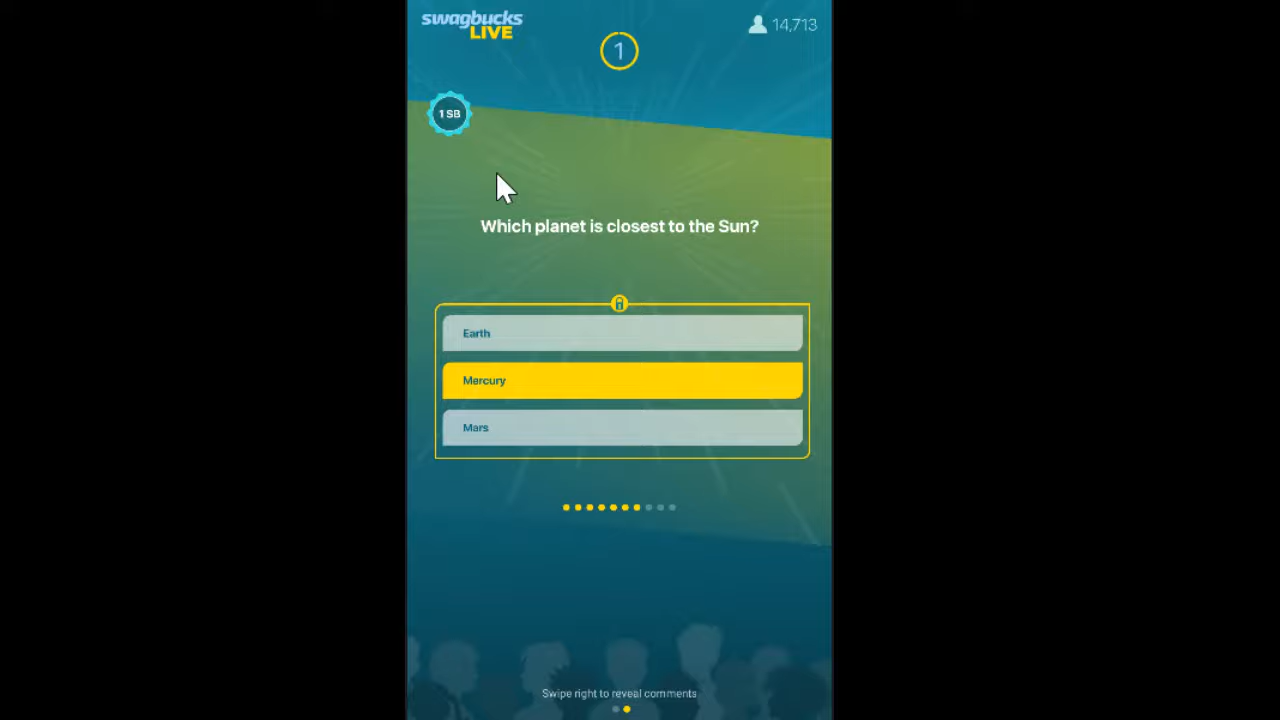 swagbucks
LIVE
14,713
1
1 SB
Which planet is closest to the Sun?
Earth
Mercury
Mars
Swipe right to reveal comments